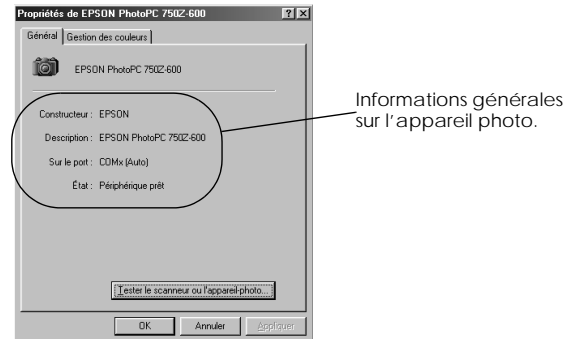 Propriétés de EPSON PhotoPC 750Z-600
Général
Gestion des couleurs
EPSON PhotoPC 750Z-600
Constructeur : EPSON
Description : EPSON PhotoPC 750Z-600
Sur le port : COMx (Auto)
État : Périphérique prêt
Tester le scanneur ou l'appareil-photo...
OK
Annuler
Appliquer
Informations générales
sur l'appareil photo.